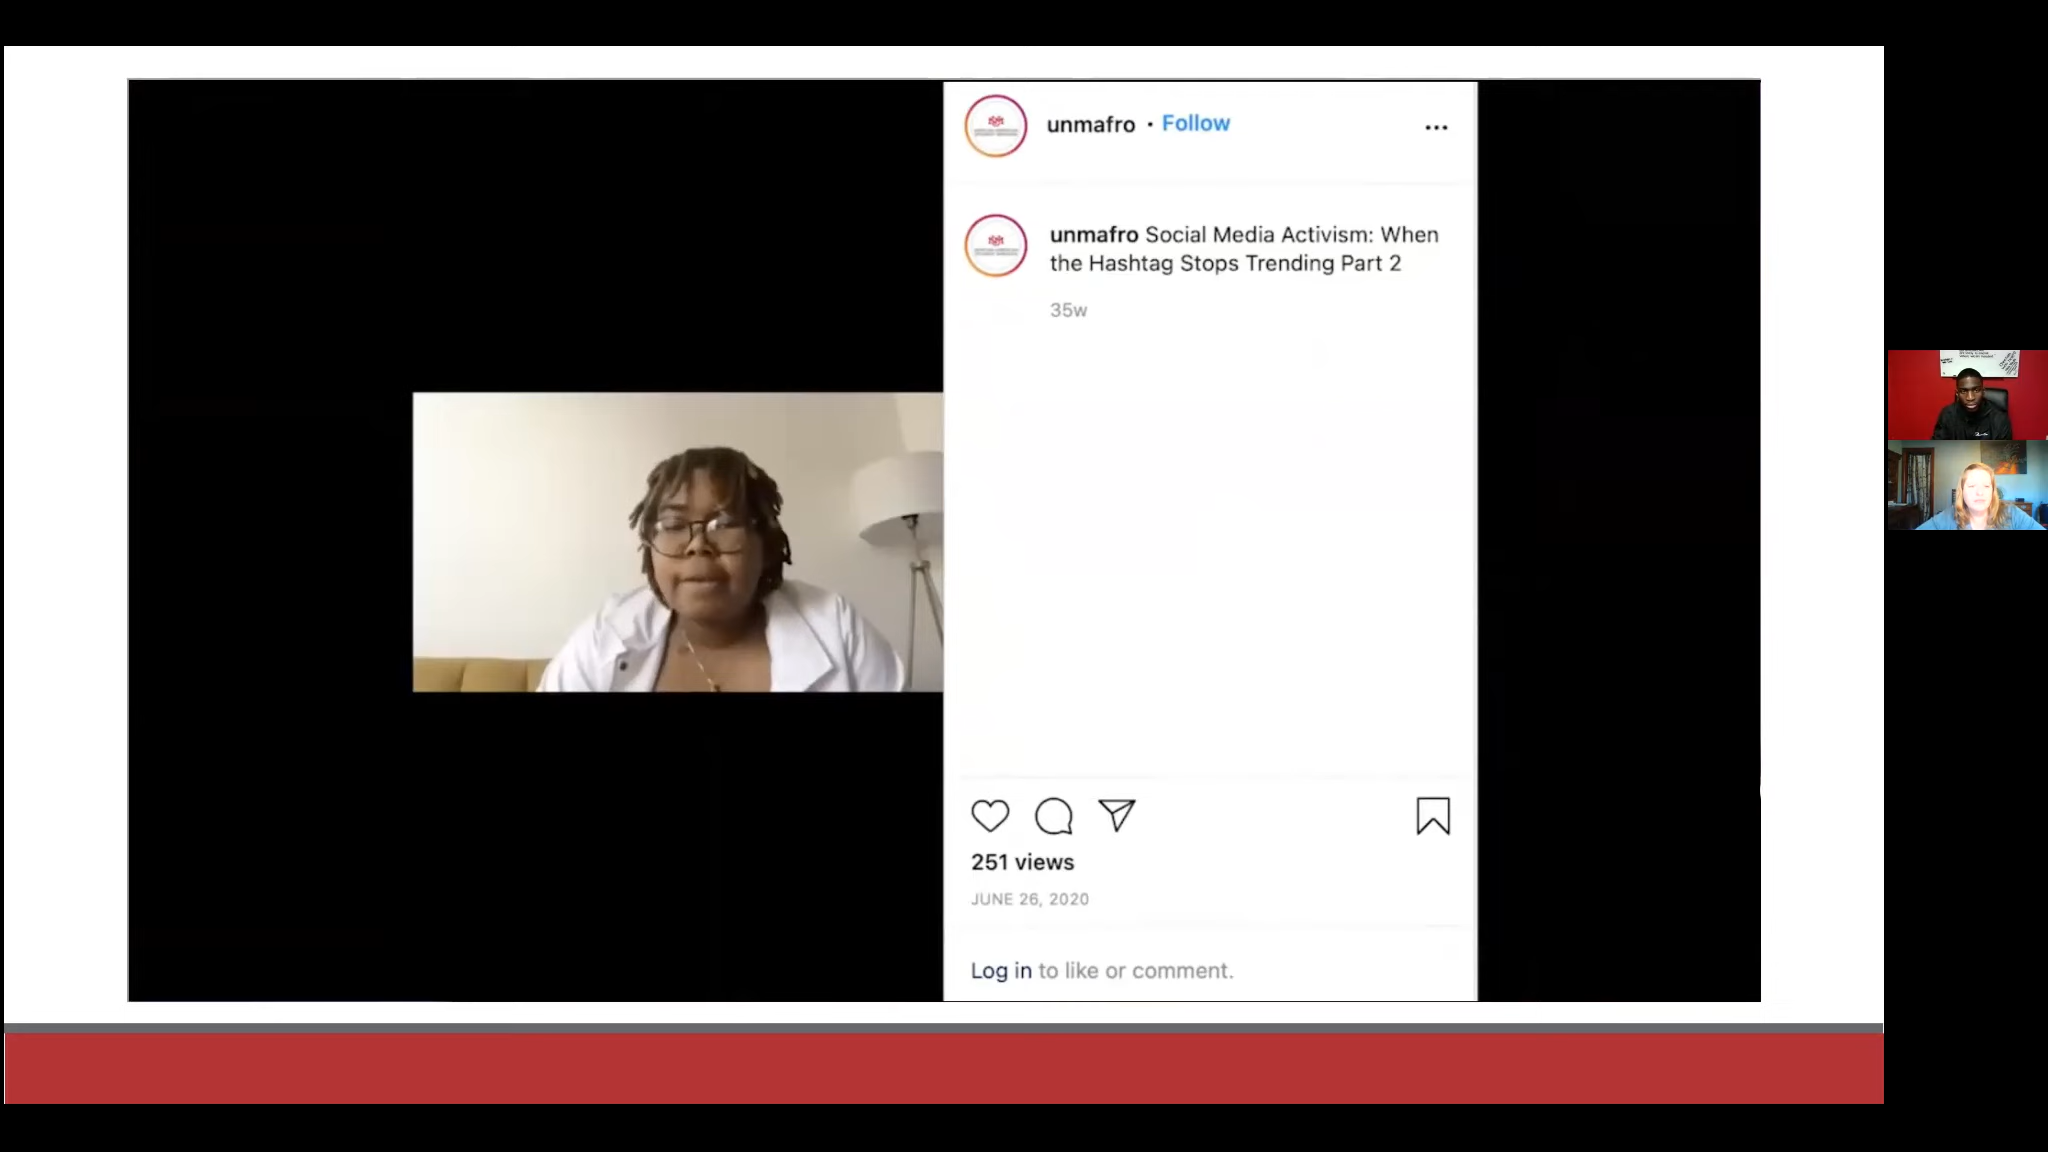 unmafro • Follow
unmafro Social Media Activism: When
the Hashtag Stops Trending Part 2
35w
251 views
JUNE 26, 2020
Log in to like or comment.